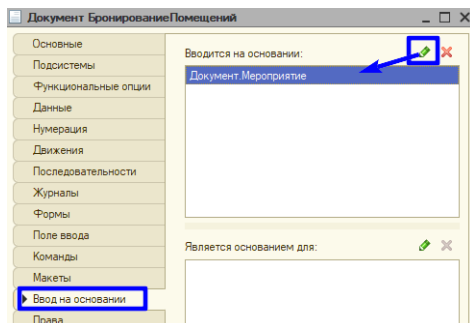 Документ БронированиеПомещений
Основные
Подсистемы
Функциональные опции
Данные
Нумерация
Движения
Последовательности
Журналы
Формы
Поле ввода
Команды
Макеты
Ввод на основании
Права
Вводится на основании:
Документ.Мероприятие
Является основанием для: